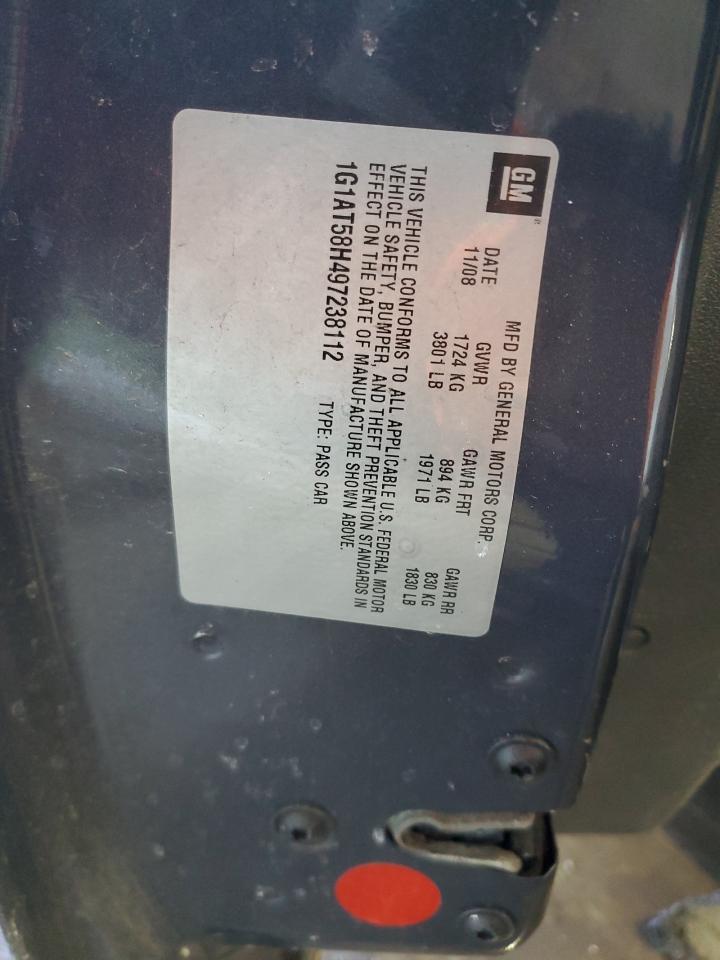 GM
MFD BY GENERAL MOTORS CORP.
DATE GVWR GAWR FRT GAWR RR
11/08 1724 KG 894 KG 830 KG
3801 LB 1971 LB 1830 LB
THIS VEHICLE CONFORMS TO ALL APPLICABLE U.S. FEDERAL MOTOR
VEHICLE SAFETY, BUMPER, AND THEFT PREVENTION STANDARDS IN
EFFECT ON THE DATE OF MANUFACTURE SHOWN ABOVE.
1G1AT58H497238112 TYPE: PASS CAR